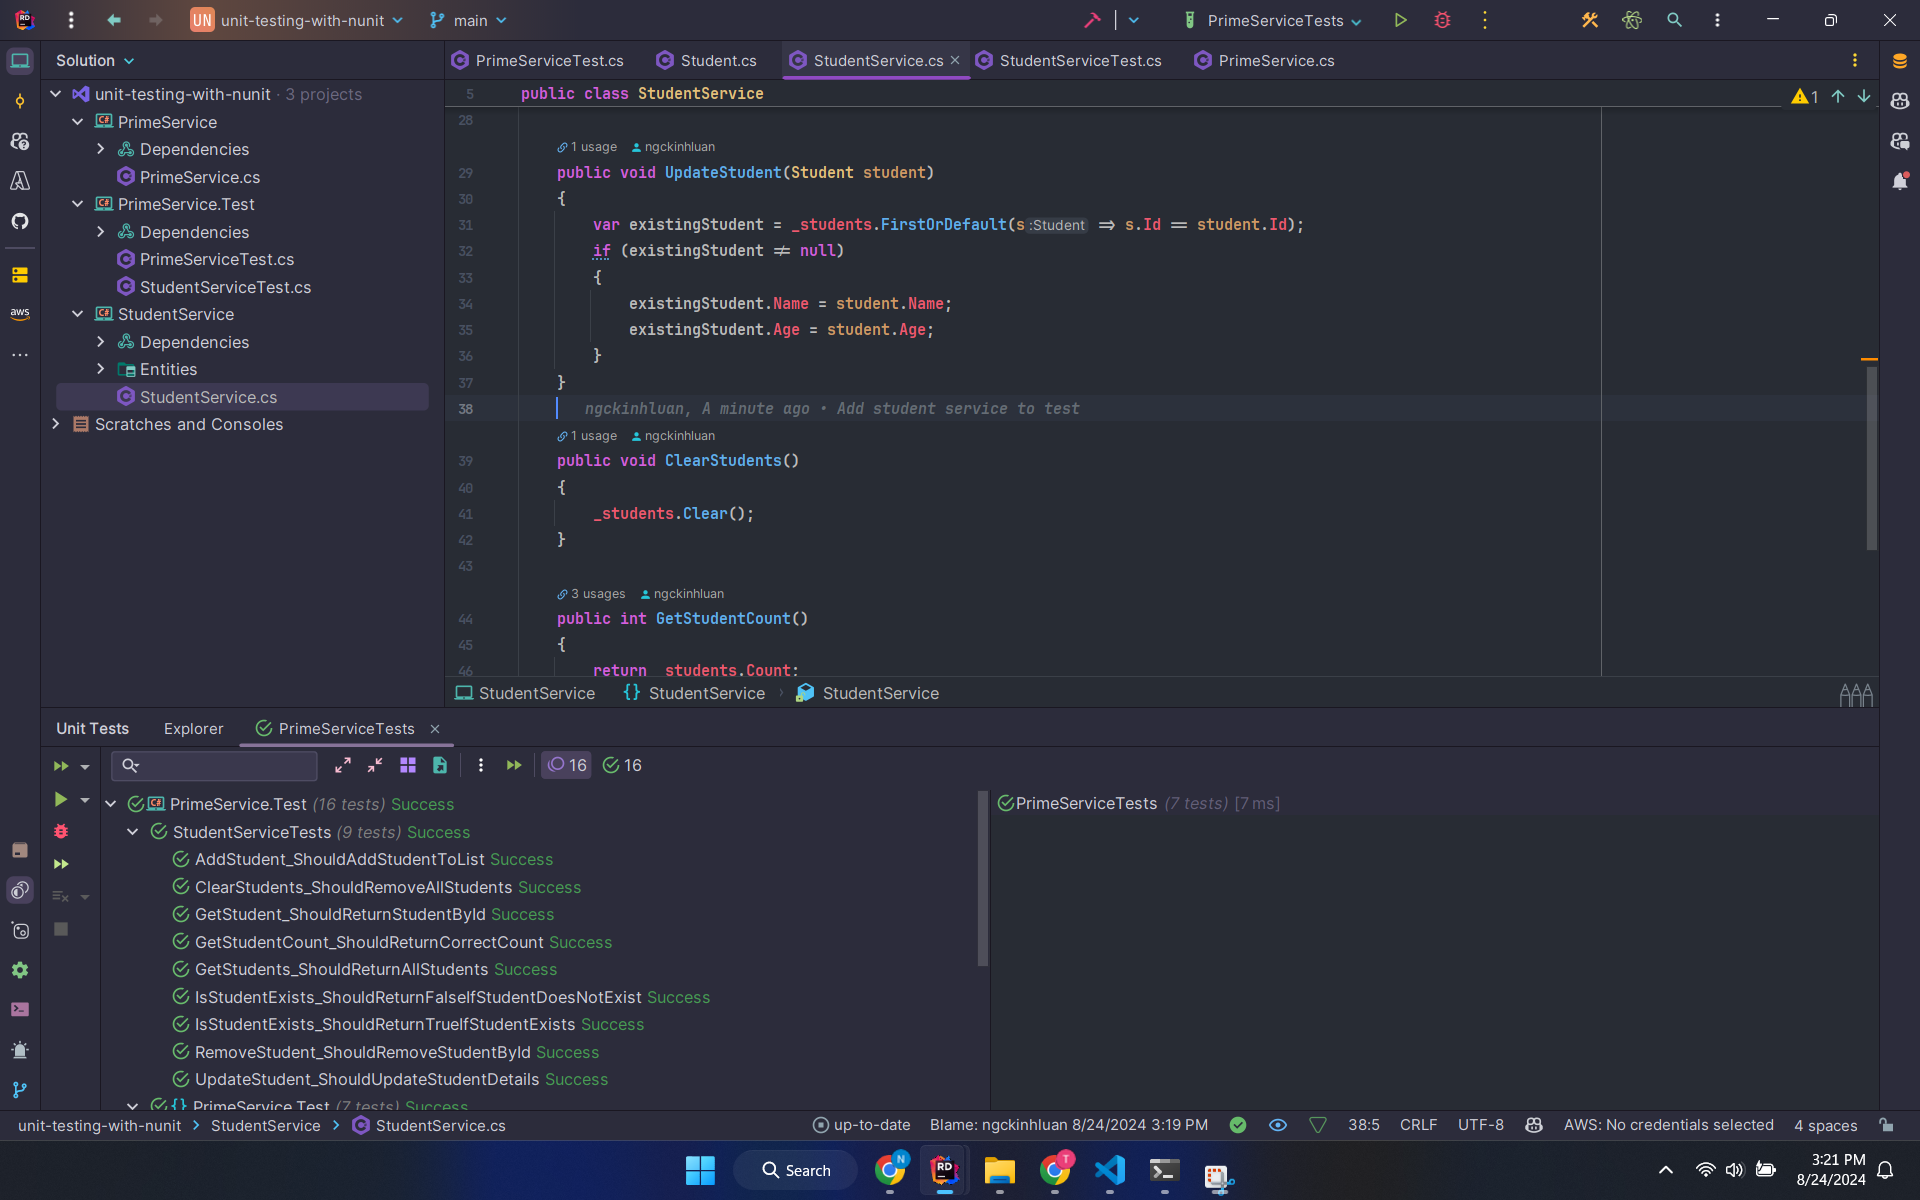 UN unit-testing-with-nunit main PrimeServiceTests
Solution
unit-testing-with-nunit · 3 projects
PrimeService
Dependencies
PrimeService.cs
PrimeService.Test
Dependencies
PrimeServiceTest.cs
StudentServiceTest.cs
StudentService
Dependencies
Entities
StudentService.cs
Scratches and Consoles
aws
PrimeServiceTest.cs Student.cs StudentService.cs StudentServiceTest.cs PrimeService.cs
5 public class StudentService
1
28
1 usage ngckinhluan
29 public void UpdateStudent(Student student)
30 {
31 var existingStudent = _students.FirstOrDefault(s :Student => s.Id == student.Id);
32 if (existingStudent != null)
33 {
34 existingStudent.Name = student.Name;
35 existingStudent.Age = student.Age;
36 }
37 }
38 ngckinhluan, A minute ago • Add student service to test
1 usage ngckinhluan
39 public void ClearStudents()
40 {
41 _students.Clear();
42 }
43
3 usages ngckinhluan
44 public int GetStudentCount()
45 {
46 return _students.Count;
StudentService StudentService StudentService
Unit Tests Explorer PrimeServiceTests
16 16
PrimeService.Test (16 tests) Success
StudentServiceTests (9 tests) Success
AddStudent_ShouldAddStudentToList Success
ClearStudents_ShouldRemoveAllStudents Success
GetStudent_ShouldReturnStudentById Success
GetStudentCount_ShouldReturnCorrectCount Success
GetStudents_ShouldReturnAllStudents Success
IsStudentExists_ShouldReturnFalseIfStudentDoesNotExist Success
IsStudentExists_ShouldReturnTrueIfStudentExists Success
RemoveStudent_ShouldRemoveStudentById Success
UpdateStudent_ShouldUpdateStudentDetails Success
PrimeService.Test (7 tests) Success
PrimeServiceTests (7 tests) [7 ms]
unit-testing-with-nunit StudentService StudentService.cs
up-to-date Blame: ngckinhluan 8/24/2024 3:19 PM 38:5 CRLF UTF-8 AWS: No credentials selected 4 spaces
Search
N
RD
T
3:21 PM
8/24/2024